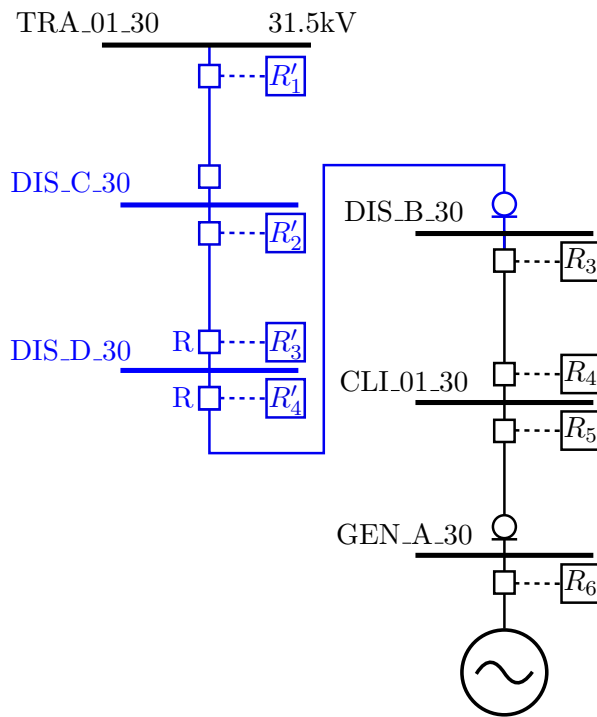 TRA_01_30 31.5kV
R′1
DIS_C_30
R′2
DIS_B_30
R3
R R′3
DIS_D_30
R R′4
R4
CLI_01_30
R5
GEN_A_30
R6